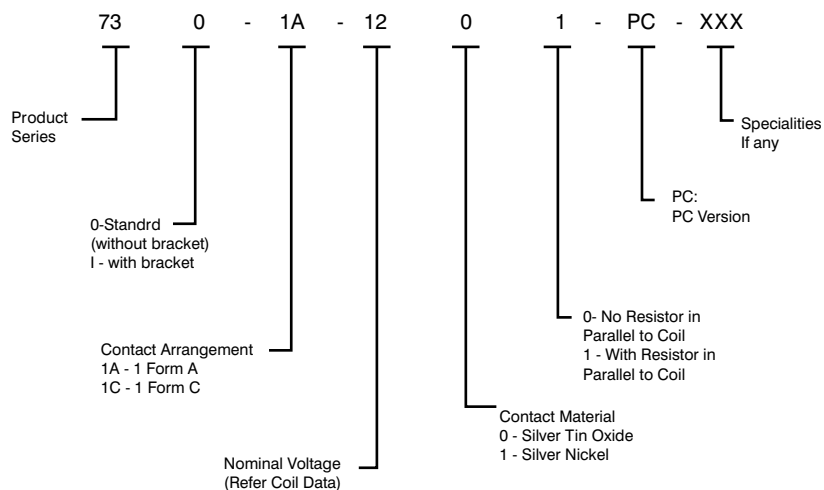 73 0 - 1A - 12 0 1 - PC - XXX
Product
Series
Specialities
If any
PC:
PC Version
0-Standrd
(without bracket)
I - with bracket
0- No Resistor in
Parallel to Coil
1 - With Resistor in
Parallel to Coil
Contact Arrangement
1A - 1 Form A
1C - 1 Form C
Contact Material
0 - Silver Tin Oxide
1 - Silver Nickel
Nominal Voltage
(Refer Coil Data)